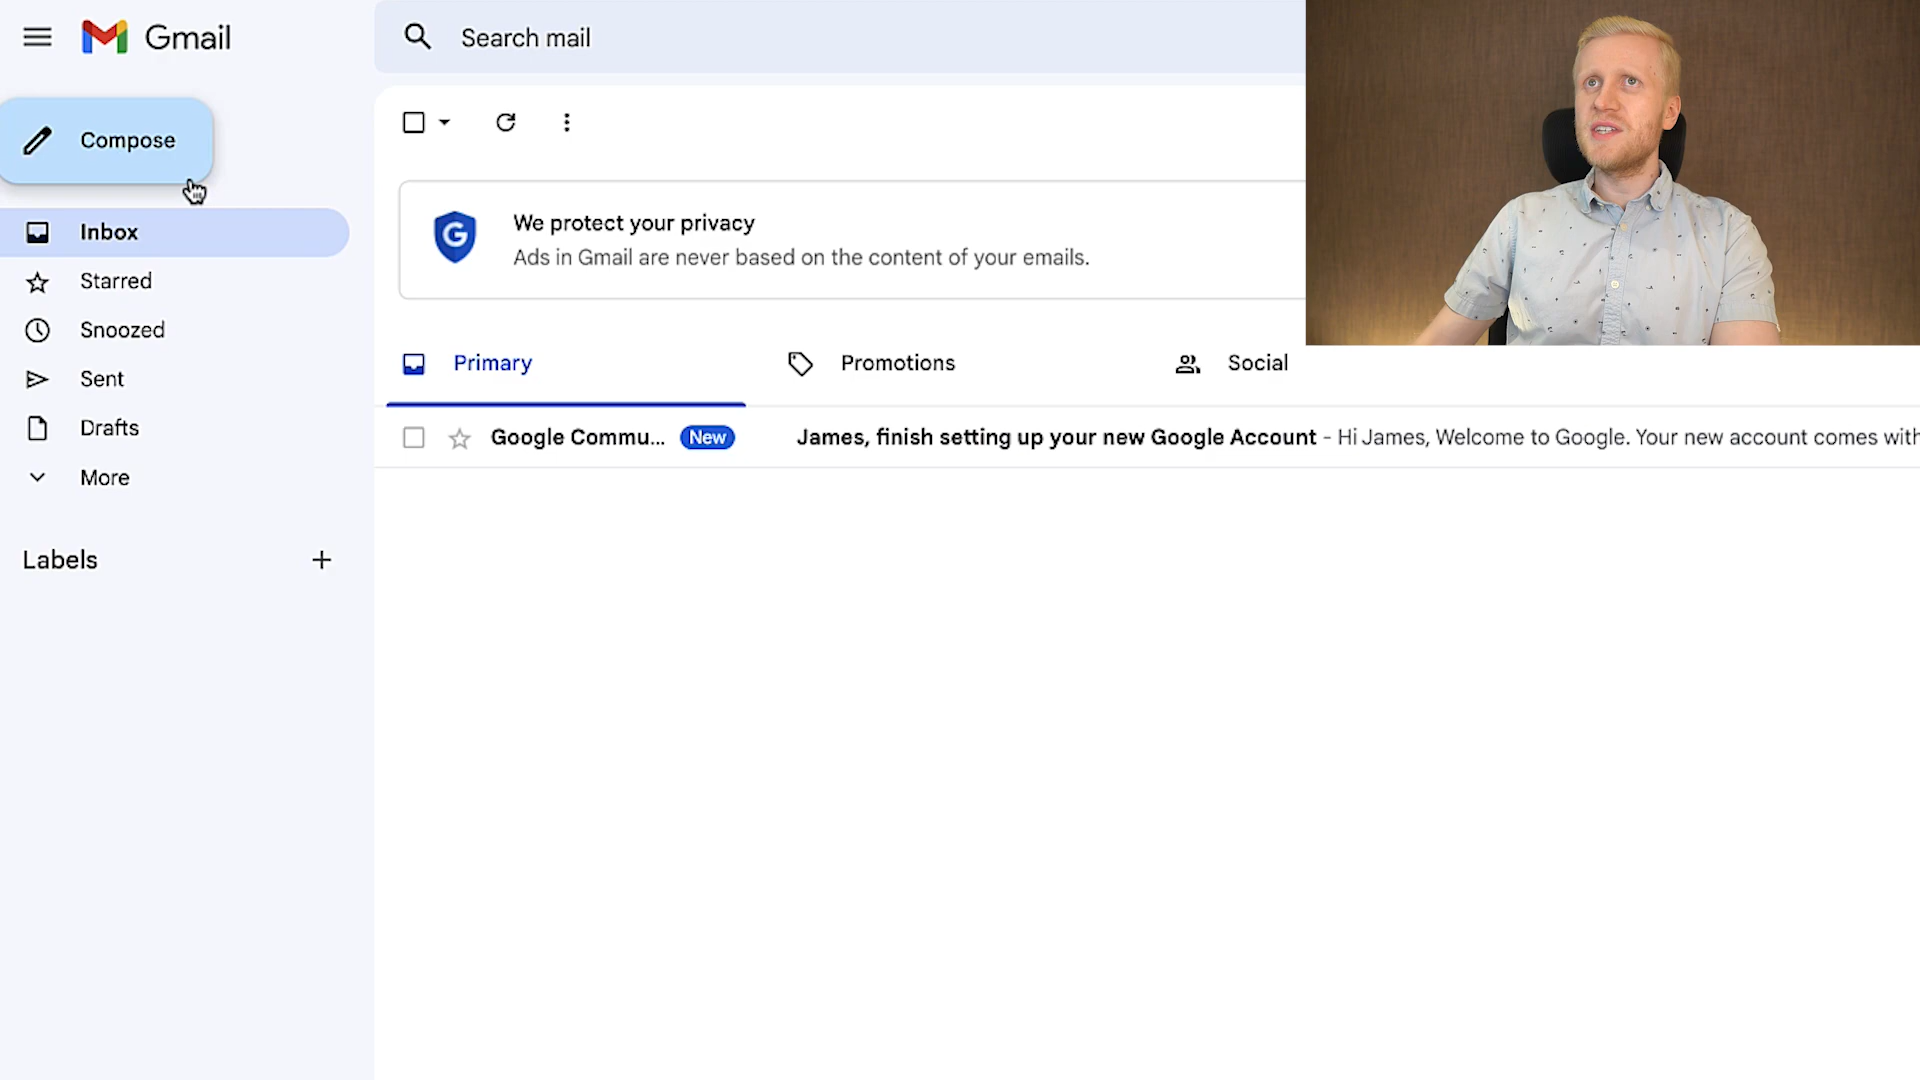 Gmail
Search mail
Compose
We protect your privacy
Ads in Gmail are never based on the content of your emails.
Inbox
Starred
Snoozed
Sent
Drafts
More
Labels
Primary
Promotions
Social
Google Commu... New James, finish setting up your new Google Account - Hi James, Welcome to Google. Your new account comes with